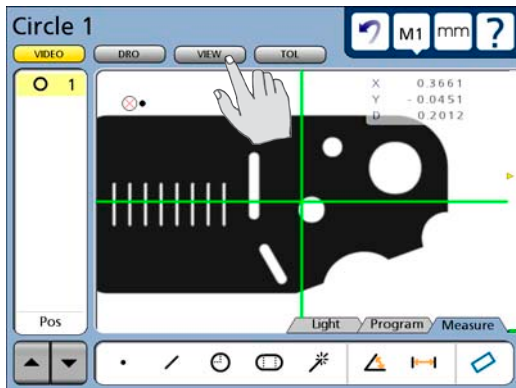 Circle 1
M1 mm ?
VIDEO DRO VIEW TOL
1
X 0.3661
Y - 0.0451
D 0.2012
Pos
Light Program Measure